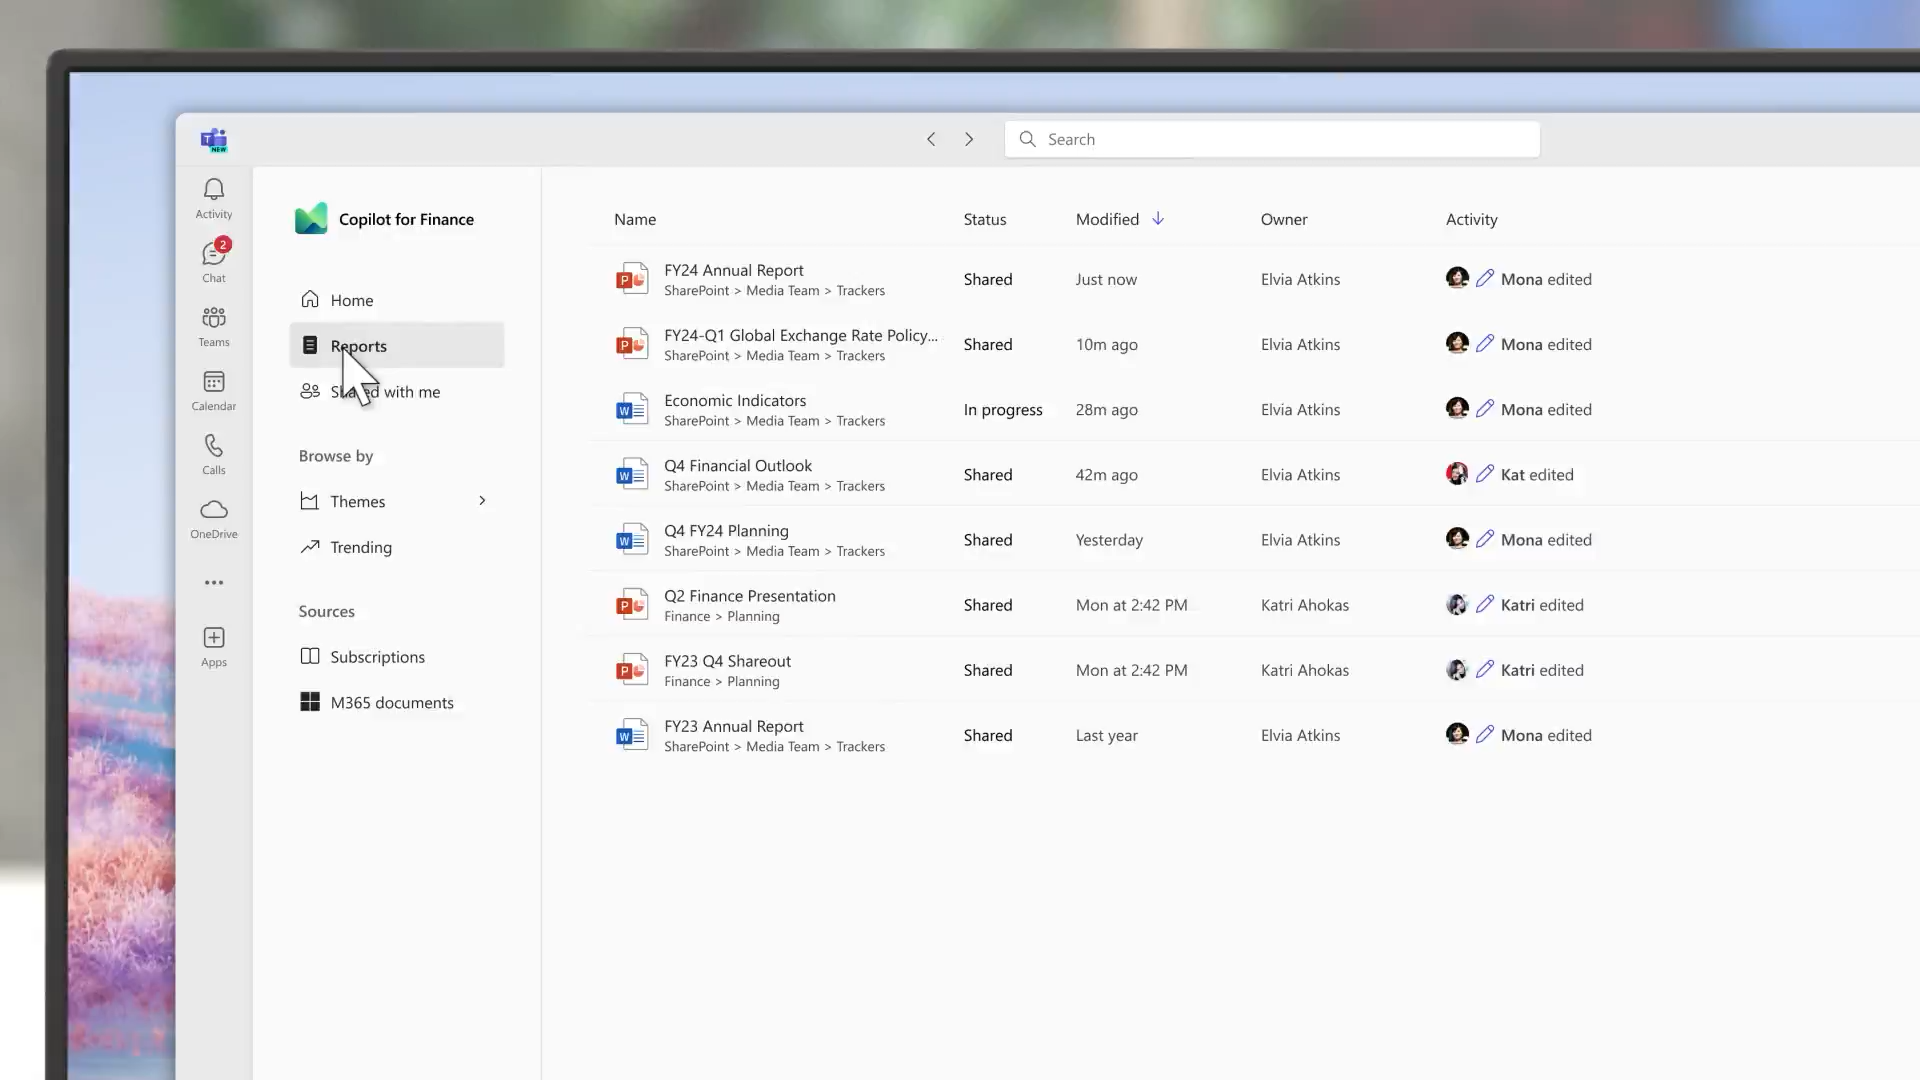 T
NEW
Search
Activity
2
Chat
Teams
Calendar
Calls
OneDrive
Apps
Copilot for Finance
Home
Reports
Shared with me
Browse by
Themes
Trending
Sources
Subscriptions
M365 documents
Name Status Modified Owner Activity
FY24 Annual Report
SharePoint > Media Team > Trackers
Shared Just now Elvia Atkins Mona edited
FY24-Q1 Global Exchange Rate Policy...
SharePoint > Media Team > Trackers
Shared 10m ago Elvia Atkins Mona edited
Economic Indicators
SharePoint > Media Team > Trackers
In progress 28m ago Elvia Atkins Mona edited
Q4 Financial Outlook
SharePoint > Media Team > Trackers
Shared 42m ago Elvia Atkins Kat edited
Q4 FY24 Planning
SharePoint > Media Team > Trackers
Shared Yesterday Elvia Atkins Mona edited
Q2 Finance Presentation
Finance > Planning
Shared Mon at 2:42 PM Katri Ahokas Katri edited
FY23 Q4 Shareout
Finance > Planning
Shared Mon at 2:42 PM Katri Ahokas Katri edited
FY23 Annual Report
SharePoint > Media Team > Trackers
Shared Last year Elvia Atkins Mona edited